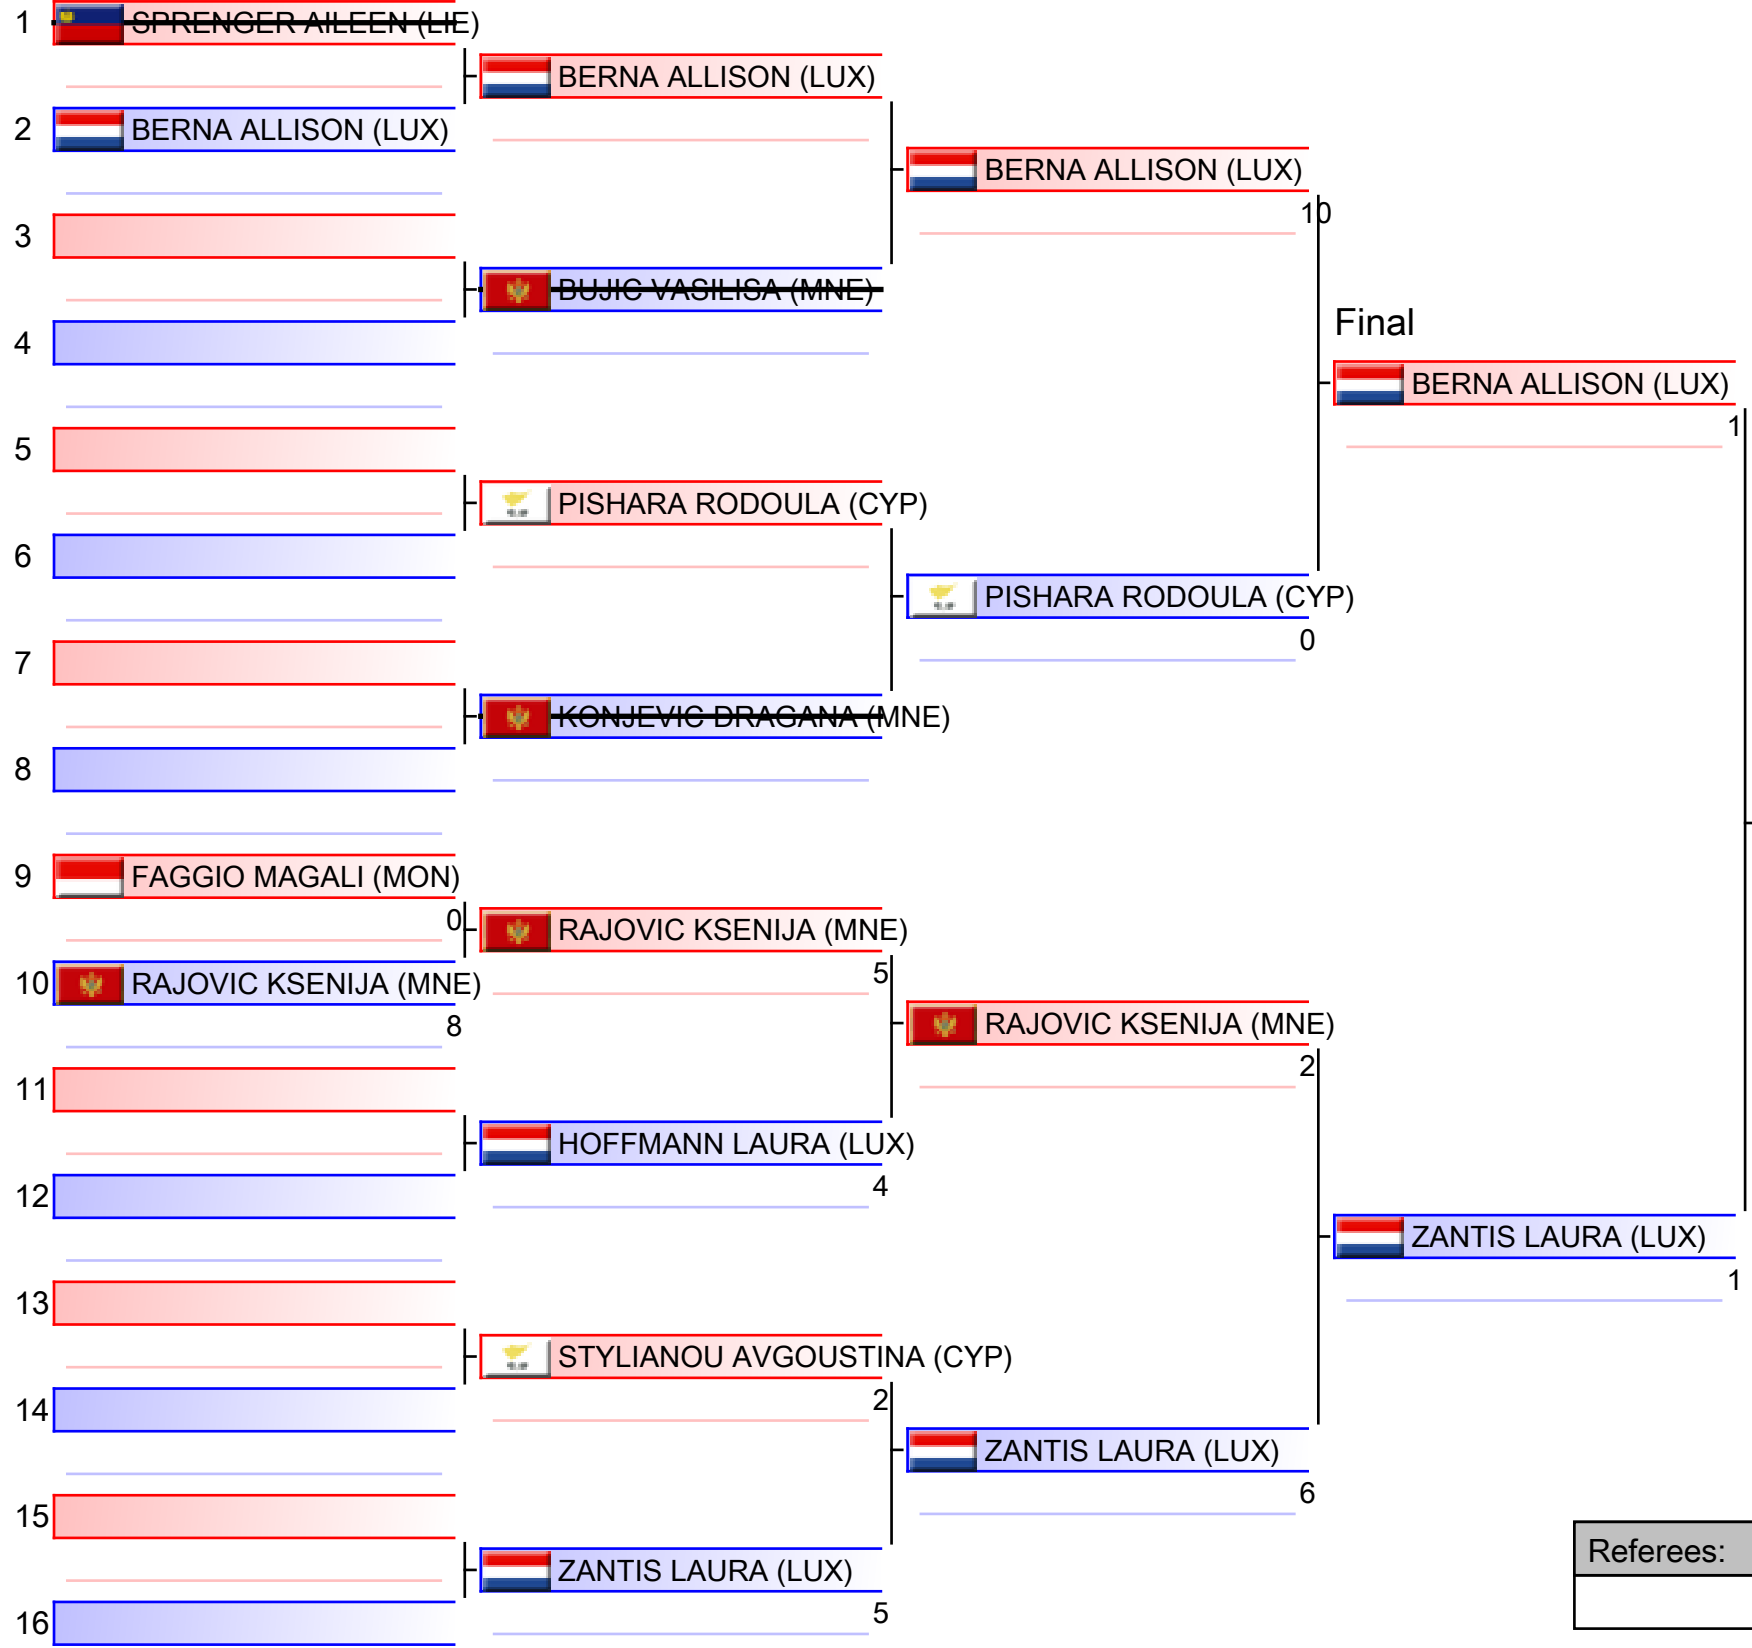 1 SPRENGER AILEEN (LIE)
BERNA ALLISON (LUX)
2 BERNA ALLISON (LUX)
BERNA ALLISON (LUX)
10
3
BUJIC VASILISA (MNE)
4
Final
BERNA ALLISON (LUX)
1
5
PISHARA RODOULA (CYP)
6
PISHARA RODOULA (CYP)
0
7
KONJEVIC DRAGANA (MNE)
8
9 FAGGIO MAGALI (MON)
0
RAJOVIC KSENIJA (MNE)
5
10 RAJOVIC KSENIJA (MNE)
8
RAJOVIC KSENIJA (MNE)
2
11
HOFFMANN LAURA (LUX)
4
12
ZANTIS LAURA (LUX)
1
13
STYLIANOU AVGOUSTINA (CYP)
2
14
ZANTIS LAURA (LUX)
6
15
ZANTIS LAURA (LUX)
5
16
Referees: